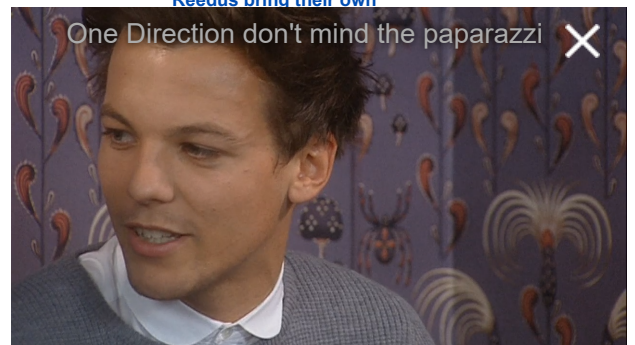 Reedus bring their own
One Direction don't mind the paparazzi